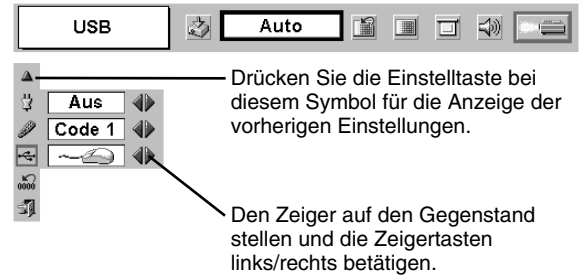 USB Auto
Drücken Sie die Einstelltaste bei
diesem Symbol für die Anzeige der
vorherigen Einstellungen.
Aus
Code 1
0000
Den Zeiger auf den Gegenstand
stellen und die Zeigertasten
links/rechts betätigen.